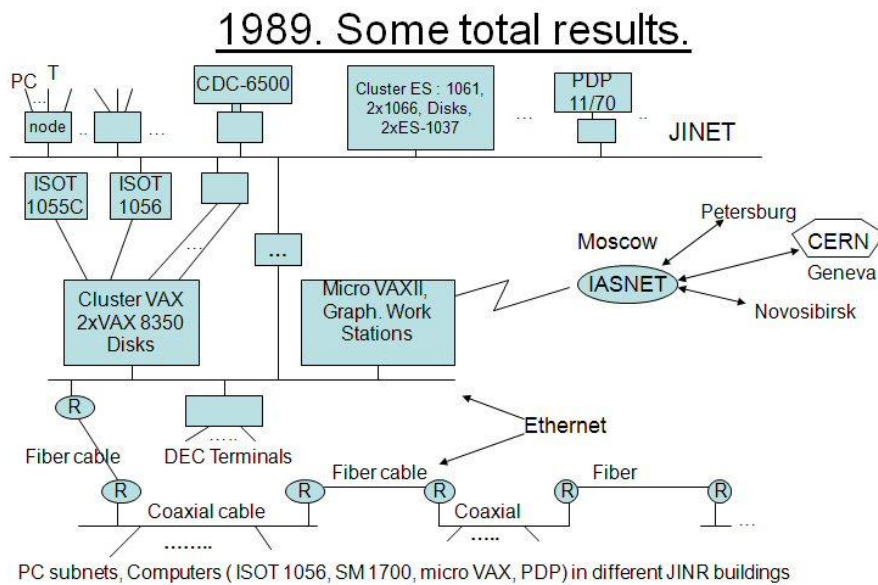 1989. Some total results.
PC T
...
node
..
...
CDC-6500
Cluster ES : 1061,
2x1066, Disks,
2xES-1037
...
PDP
11/70
..
JINET
ISOT
1055C
ISOT
1056
...
...
Petersburg
Moscow
CERN
Geneva
IASNET
Novosibirsk
Cluster VAX
2xVAX 8350
Disks
Micro VAXII,
Graph. Work
Stations
R
.....
Ethernet
Fiber cable
DEC Terminals
Fiber cable
Fiber
R
R
R
R
R
Coaxial cable
Coaxial
........
.....
...
PC subnets, Computers ( ISOT 1056, SM 1700, micro VAX, PDP) in different JINR buildings